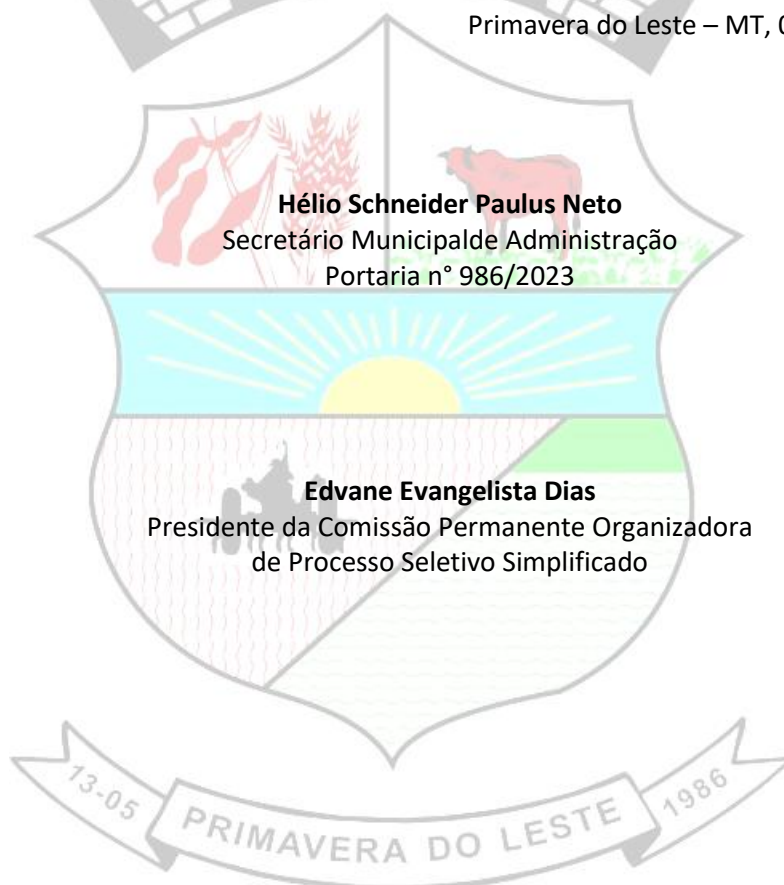 Primavera do Leste – MT, 0
Hélio Schneider Paulus Neto
Secretário Municipalde Administração
Portaria n° 986/2023
Edvane Evangelista Dias
Presidente da Comissão Permanente Organizadora
de Processo Seletivo Simplificado
13-05 PRIMAVERA DO LESTE 1986